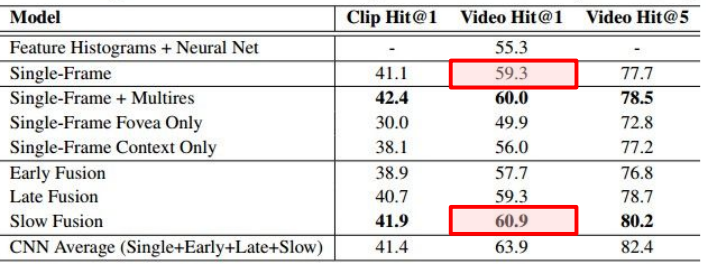 Model Clip Hit@1 Video Hit@1 Video Hit@5
Feature Histograms + Neural Net - 55.3 -
Single-Frame 41.1 59.3 77.7
Single-Frame + Multires 42.4 60.0 78.5
Single-Frame Fovea Only 30.0 49.9 72.8
Single-Frame Context Only 38.1 56.0 77.2
Early Fusion 38.9 57.7 76.8
Late Fusion 40.7 59.3 78.7
Slow Fusion 41.9 60.9 80.2
CNN Average (Single+Early+Late+Slow) 41.4 63.9 82.4